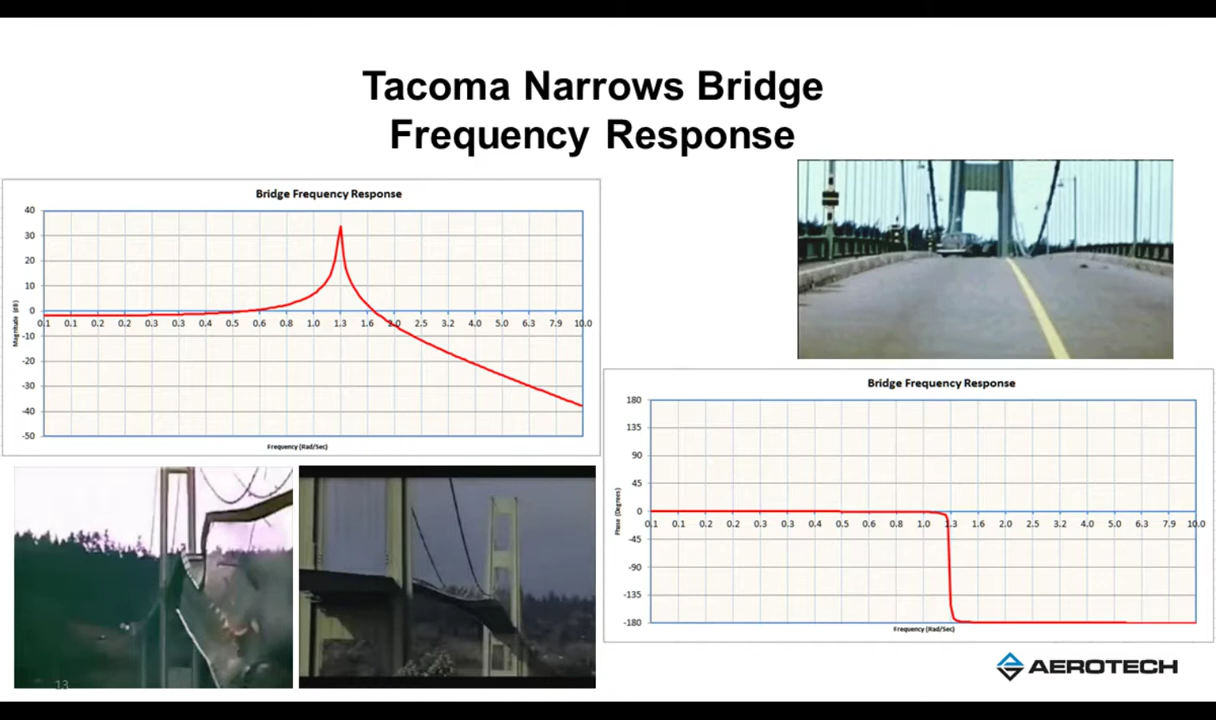 Tacoma Narrows Bridge
Frequency Response
Bridge Frequency Response
40
30
20
10
0
-10
-20
-30
-40
-50
Magnitude (dB)
0.1 0.1 0.2 0.2 0.3 0.3 0.4 0.5 0.6 0.8 1.0 1.3 1.6 2.0 2.5 3.2 4.0 5.0 6.3 7.9 10.0
Frequency (Rad/Sec)
Bridge Frequency Response
180
135
90
45
0
-45
-90
-135
-180
Phase (Degrees)
0.1 0.1 0.2 0.2 0.3 0.3 0.4 0.5 0.6 0.8 1.0 1.3 1.6 2.0 2.5 3.2 4.0 5.0 6.3 7.9 10.0
Frequency (Rad/Sec)
13
AEROTECH